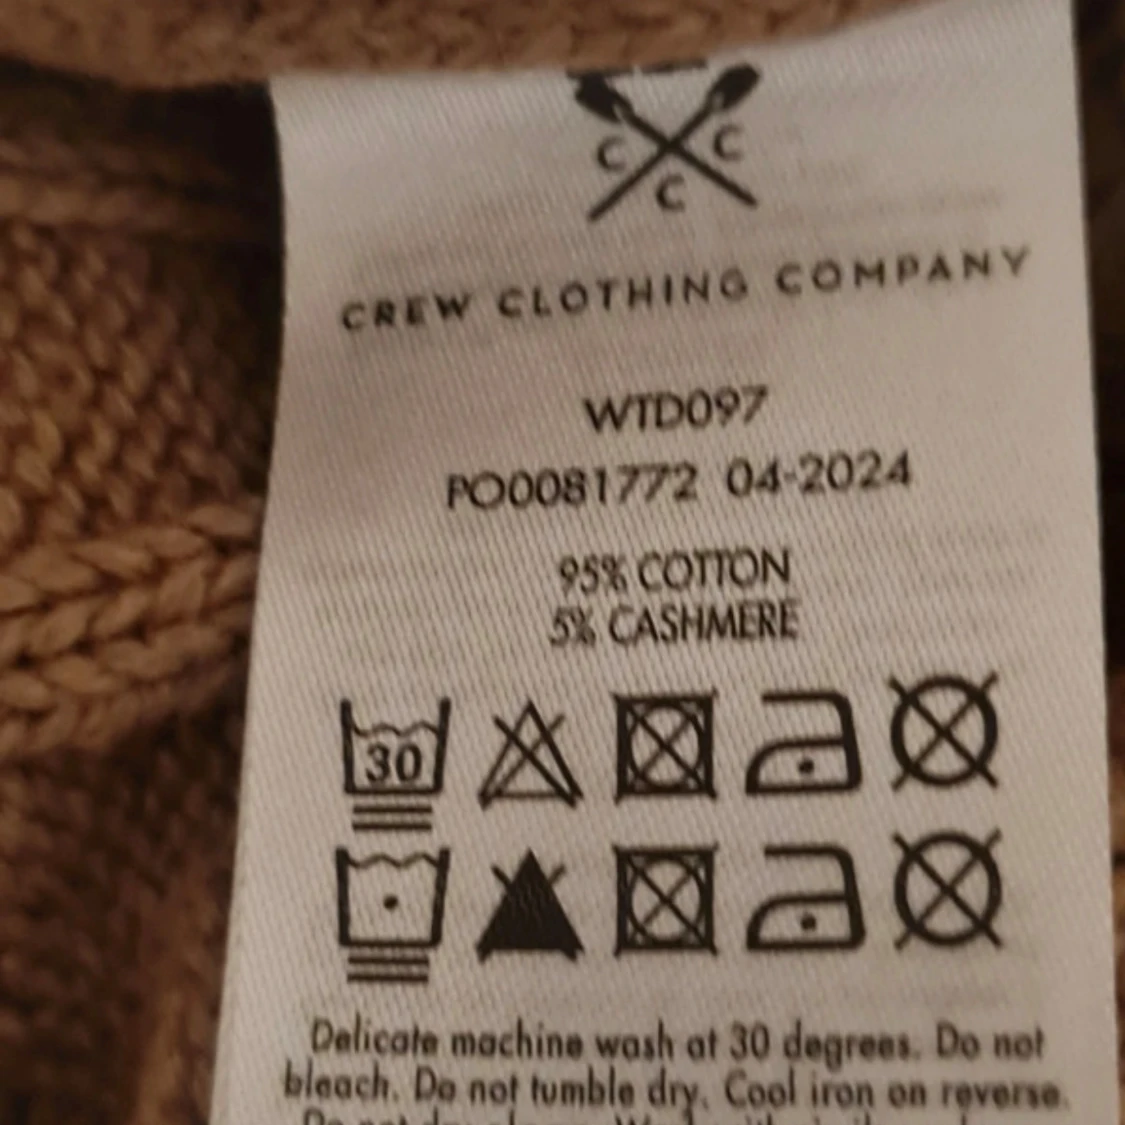 C C
C
CREW CLOTHING COMPANY
WTD097
PO0081772 04-2024
95% COTTON
5% CASHMERE
30
Delicate machine wash at 30 degrees. Do not
bleach. Do not tumble dry. Cool iron on reverse.